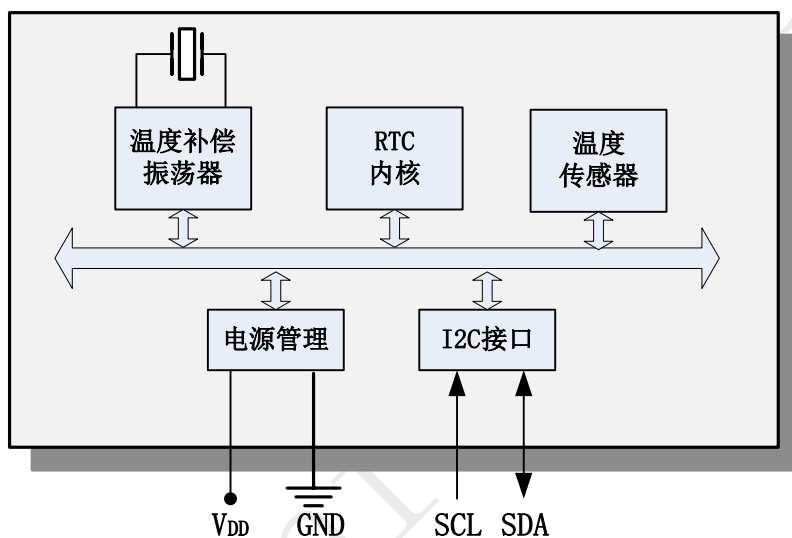 温度补偿
振荡器
RTC
内核
温度
传感器
电源管理
I2C接口
VDD
GND
SCL
SDA